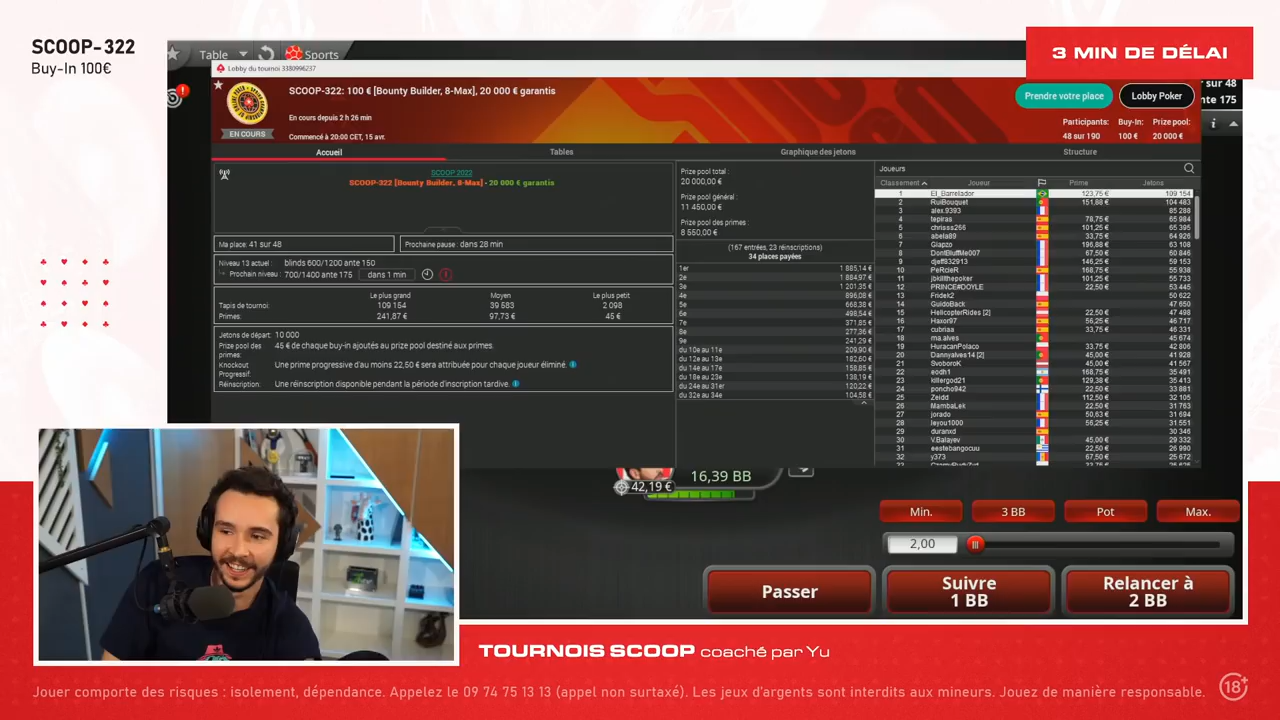 SCOOP-322
Buy-In 100€
3 MIN DE DÉLAI
Table
Sports
Lobby du tournoi 3380996237
SCOOP-322: 100 € [Bounty Builder, 8-Max], 20 000 € garantis
En cours depuis 2 h 26 min
Commencé à 20:00 CET, 15 avr.
EN COURS
Prendre votre place
Lobby Poker
Participants: Buy-In: Prize pool:
48 sur 190 100 € 20 000 €
sur 48
nte 175
Accueil
Tables
Graphique des jetons
Structure
SCOOP 2022
SCOOP-322 [Bounty Builder, 8-Max] - 20 000 € garantis
Ma place: 41 sur 48
Prochaine pause: dans 28 min
Niveau 13 actuel : blinds 600/1200 ante 150
Prochain niveau : 700/1400 ante 175 dans 1 min
Le plus grand Moyen Le plus petit
Tapis de tournoi: 109 154 39 583 2 098
Primes: 241,87 € 97,73 € 45 €
Jetons de départ: 10 000
Prize pool des primes: 45 € de chaque buy-in ajoutés au prize pool destiné aux primes.
Knockout Progressif: Une prime progressive d'au moins 22,50 € sera attribuée pour chaque joueur éliminé.
Réinscription: Une réinscription disponible pendant la période d'inscription tardive.
Prize pool total :
20 000,00 €
Prize pool général :
11 450,00 €
Prize pool des primes :
8 550,00 €
(167 entrées, 23 réinscriptions)
34 places payées
1er 1 885,14 €
2e 1 884,97 €
3e 1 201,35 €
4e 896,08 €
5e 668,38 €
6e 498,54 €
7e 371,85 €
8e 277,36 €
9e 241,29 €
du 10e au 11e 209,90 €
du 12e au 13e 182,60 €
du 14e au 17e 158,85 €
du 18e au 23e 138,19 €
du 24e au 31er 120,22 €
du 32e au 34e 104,58 €
Joueurs
Classement Joueur Prime Jetons
1 El_Barrelador 123,75 € 109 154
2 RuiBouquet 151,88 € 104 483
3 alex.9393 85 288
4 tepiras 78,75 € 65 984
5 chrisss266 101,25 € 65 395
6 abela89 33,75 € 64 926
7 Giapzo 196,88 € 63 108
8 DontBluffMe007 67,50 € 60 846
9 djeff832913 146,25 € 59 153
10 PeRcieR 168,75 € 55 938
11 jbkillthepoker 101,25 € 55 733
12 PRINCE#DOYLE 22,50 € 53 445
13 Fridek2 50 622
14 GuidoBack 47 650
15 HelicopterRides [2] 22,50 € 47 498
16 Haxor97 56,25 € 46 717
17 cubriaa 33,75 € 46 331
18 ma.alves 45 674
19 HuracanPolaco 33,75 € 42 806
20 Dannyalves14 [2] 45,00 € 41 928
21 SvoboroK 45,00 € 41 567
22 eodh1 168,75 € 35 491
23 killergod21 129,38 € 35 413
24 poncho942 22,50 € 33 881
25 Zeidd 112,50 € 32 105
26 MambaLek 22,50 € 31 763
27 jorado 50,63 € 31 694
28 leyou1000 56,25 € 31 551
29 duranxd 30 346
30 V.Balayev 45,00 € 29 332
31 eestebangocuu 22,50 € 26 990
32 y373 67,50 € 25 672
42,19 €
16,39 BB
Min.
3 BB
Pot
Max.
2,00
Passer
Suivre
1 BB
Relancer à
2 BB
TOURNOIS SCOOP coaché par Yu
Jouer comporte des risques : isolement, dépendance. Appelez le 09 74 75 13 13 (appel non surtaxé). Les jeux d'argents sont interdits aux mineurs. Jouez de manière responsable.
18+